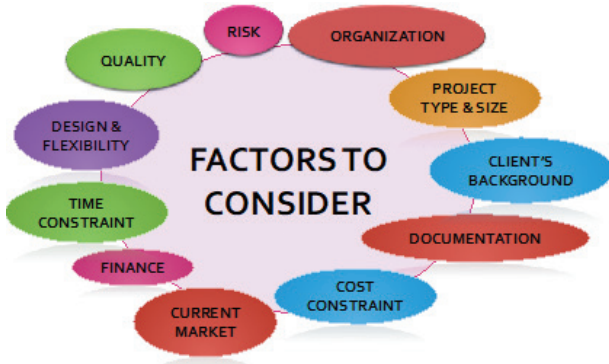 FACTORS TO
CONSIDER
RISK
ORGANIZATION
PROJECT
TYPE & SIZE
CLIENT'S
BACKGROUND
DOCUMENTATION
COST
CONSTRAINT
CURRENT
MARKET
FINANCE
TIME
CONSTRAINT
DESIGN &
FLEXIBILITY
QUALITY